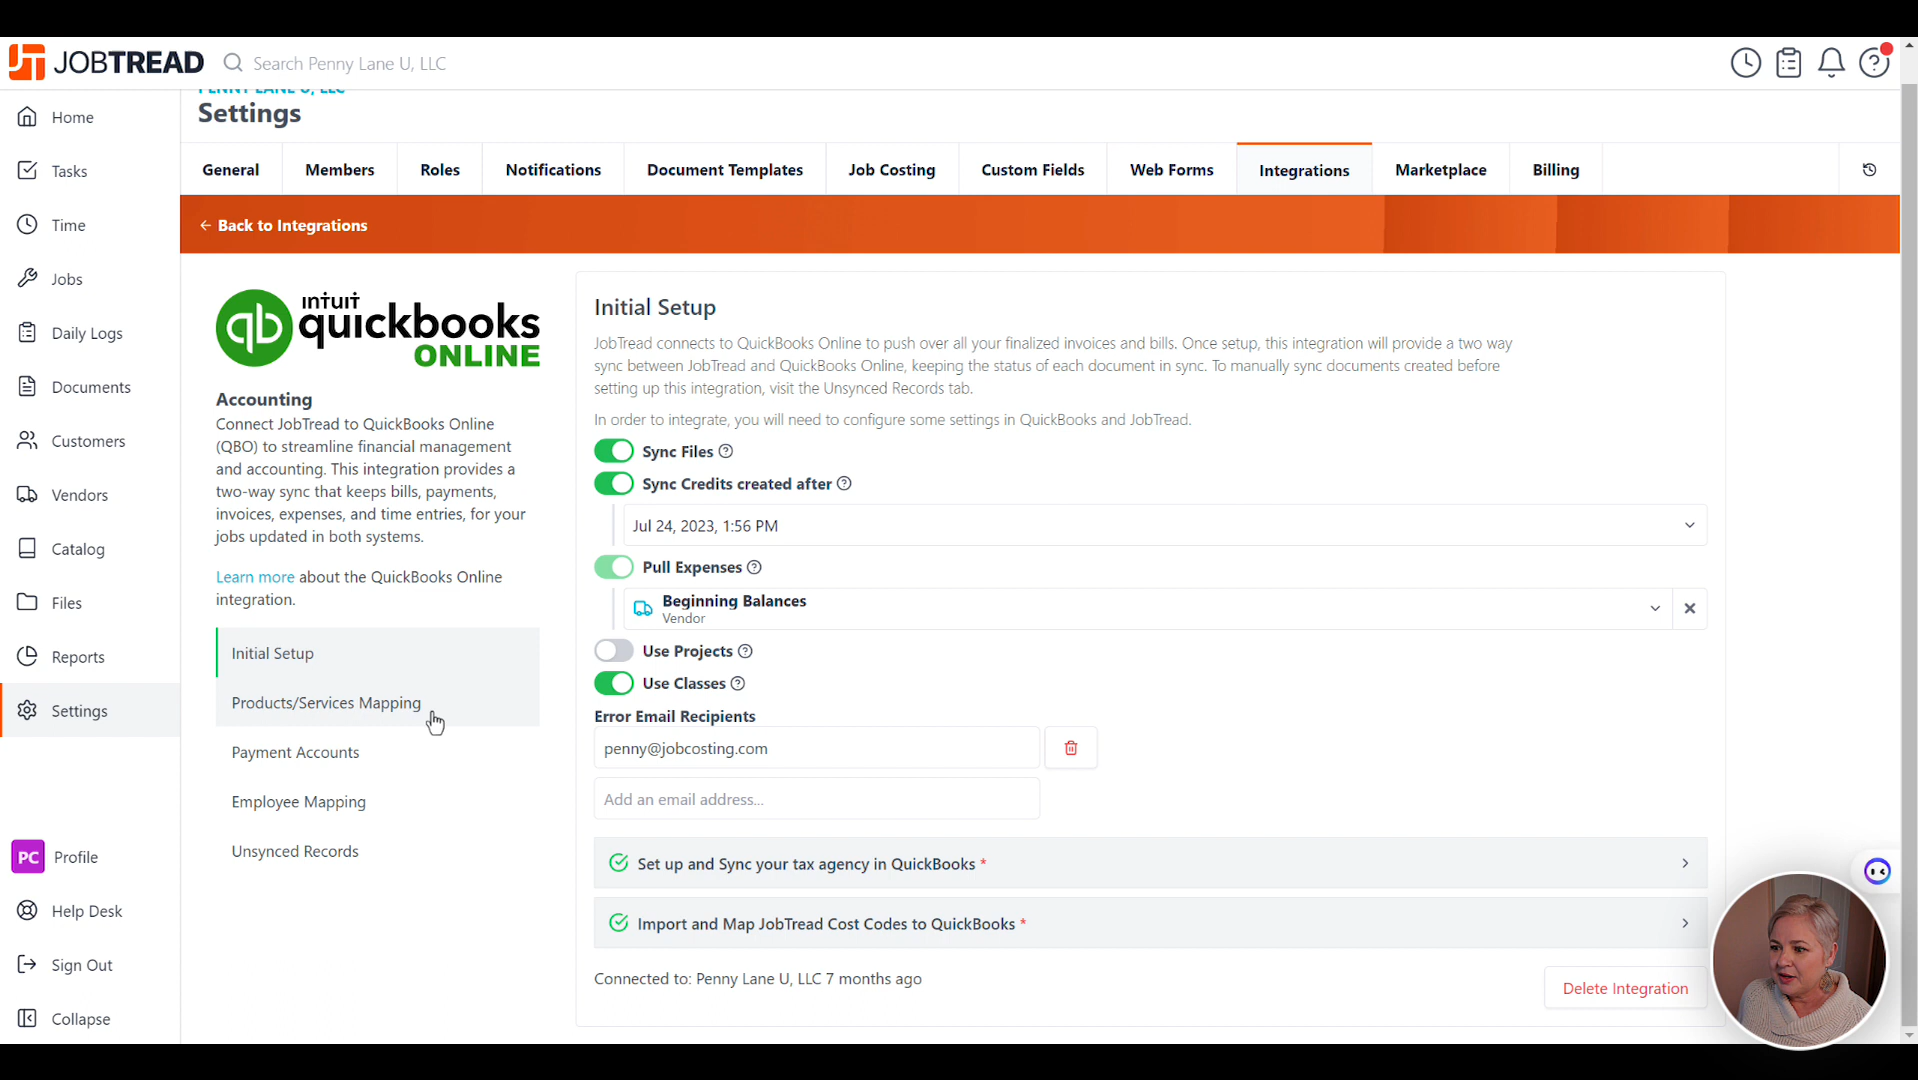 JOBTREAD
Search Penny Lane U, LLC
PENNY LANE U, LLC
Settings
Home
Tasks
Time
Jobs
Daily Logs
Documents
Customers
Vendors
Catalog
Files
Reports
Settings
PC Profile
Help Desk
Sign Out
Collapse
General Members Roles Notifications Document Templates Job Costing Custom Fields Web Forms Integrations Marketplace Billing
← Back to Integrations
qb
ıntuıt
quickbooks
ONLINE
Accounting
Connect JobTread to QuickBooks Online
(QBO) to streamline financial management
and accounting. This integration provides a
two-way sync that keeps bills, payments,
invoices, expenses, and time entries, for your
jobs updated in both systems.
Learn more about the QuickBooks Online
integration.
Initial Setup
Products/Services Mapping
Payment Accounts
Employee Mapping
Unsynced Records
Initial Setup
JobTread connects to QuickBooks Online to push over all your finalized invoices and bills. Once setup, this integration will provide a two way
sync between JobTread and QuickBooks Online, keeping the status of each document in sync. To manually sync documents created before
setting up this integration, visit the Unsynced Records tab.
In order to integrate, you will need to configure some settings in QuickBooks and JobTread.
Sync Files
Sync Credits created after
Jul 24, 2023, 1:56 PM
Pull Expenses
Beginning Balances
Vendor
Use Projects
Use Classes
Error Email Recipients
penny@jobcosting.com
Add an email address...
Set up and Sync your tax agency in QuickBooks *
Import and Map JobTread Cost Codes to QuickBooks *
Connected to: Penny Lane U, LLC 7 months ago
Delete Integration